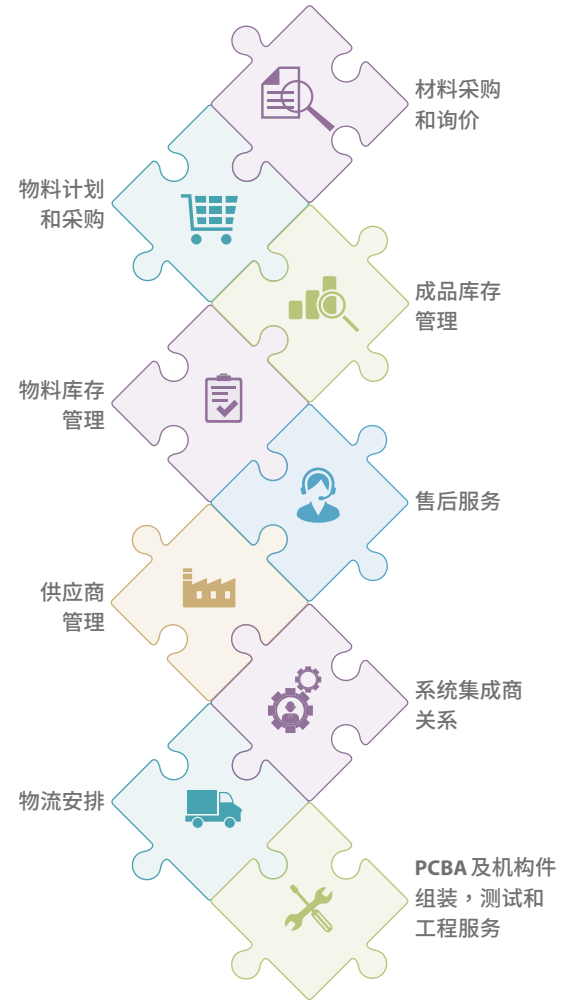 材料采购
和询价
物料计划
和采购
成品库存
管理
物料库存
管理
售后服务
供应商
管理
系统集成商
关系
物流安排
PCBA 及机构件
组装，测试和
工程服务